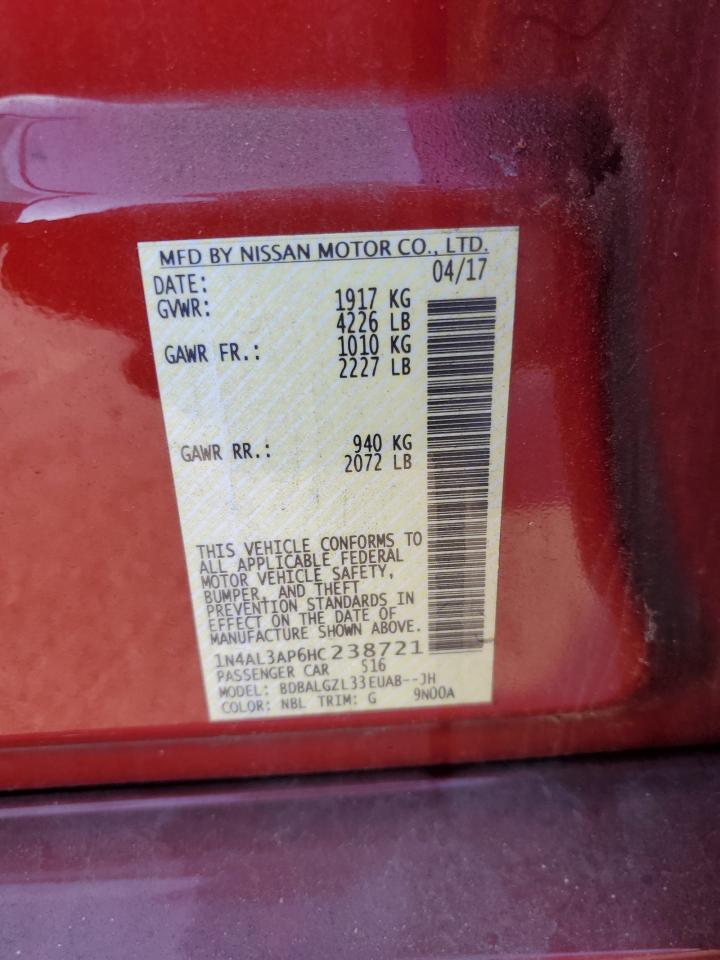 MFD BY NISSAN MOTOR CO., LTD.
DATE: 04/17
GVWR: 1917 KG
4226 LB
GAWR FR.: 1010 KG
2227 LB
GAWR RR.: 940 KG
2072 LB
THIS VEHICLE CONFORMS TO
ALL APPLICABLE FEDERAL
MOTOR VEHICLE SAFETY,
BUMPER, AND THEFT
PREVENTION STANDARDS IN
EFFECT ON THE DATE OF
MANUFACTURE SHOWN ABOVE.
1N4AL3AP6HC238721
PASSENGER CAR S16
MODEL: BDBALGZL33EUAB--JH
COLOR: NBL TRIM: G 9N00A